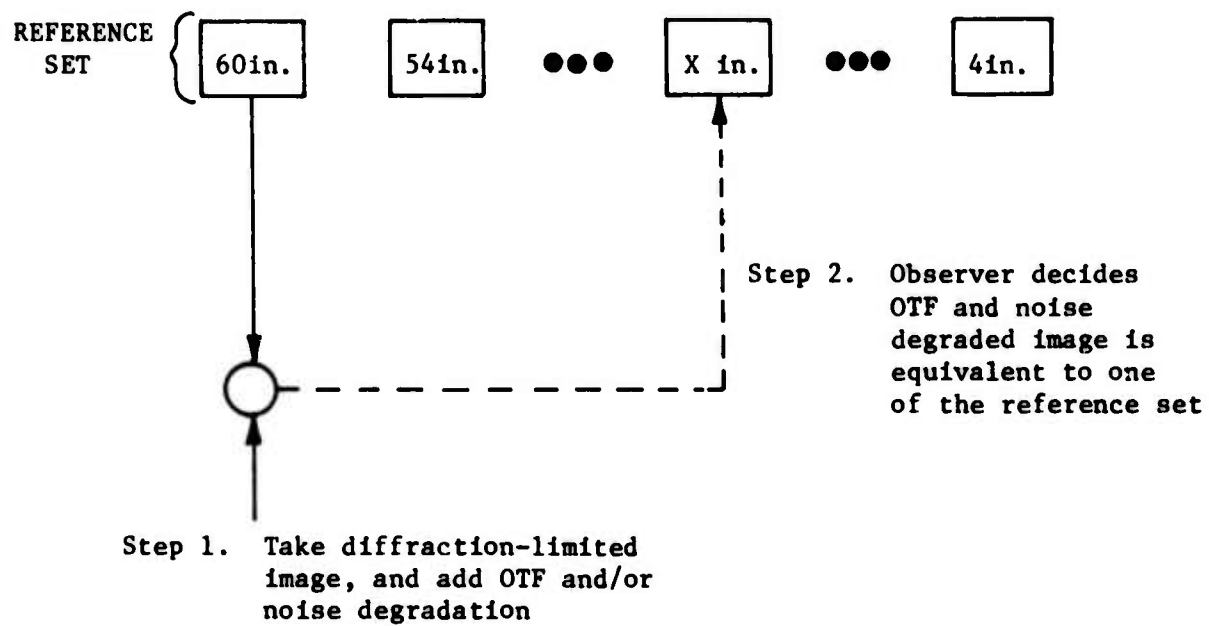 REFERENCE
SET
60in.
54in.
X in.
4in.
Step 2. Observer decides
OTF and noise
degraded image is
equivalent to one
of the reference set
Step 1. Take diffraction-limited
image, and add OTF and/or
noise degradation